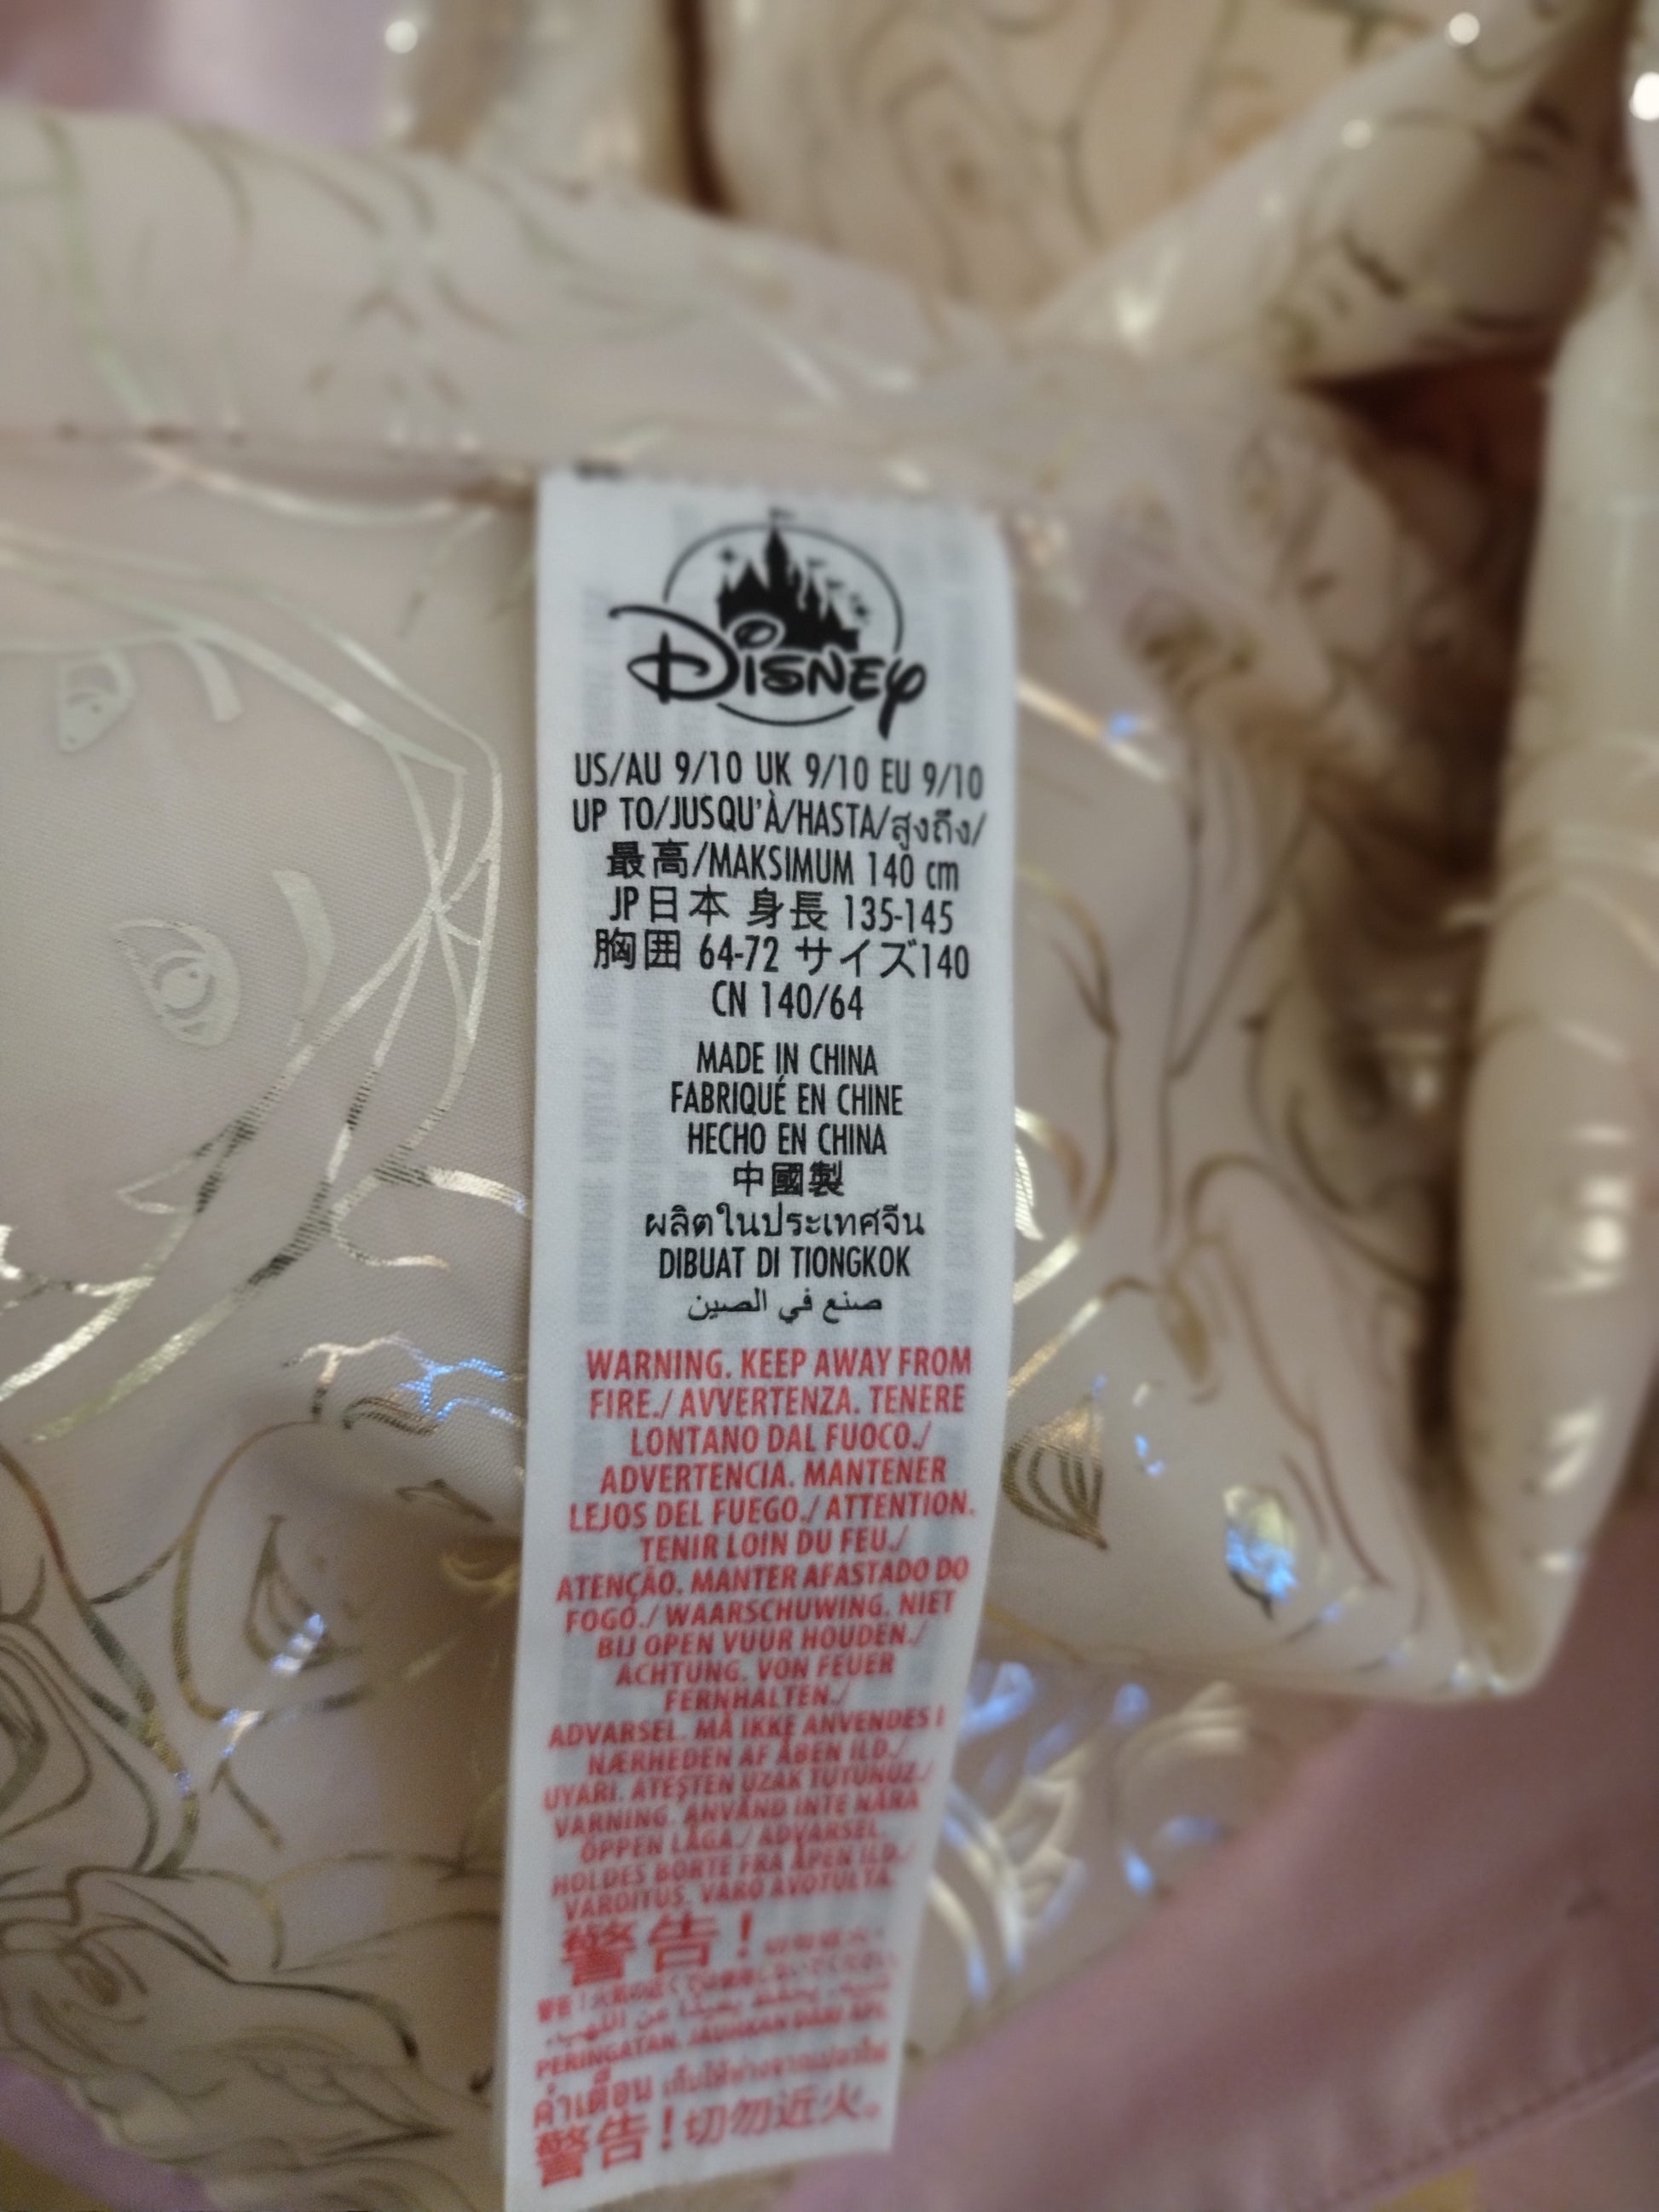 Disney
US/AU 9/10 UK 9/10 EU 9/10
UP TO/JUSQU'À/HASTA/สูงถึง/
最高/MAKSIMUM 140 cm
JP日本 身長 135-145
胸囲 64-72 サイズ140
CN 140/64
MADE IN CHINA
FABRIQUÉ EN CHINE
HECHO EN CHINA
中國製
ผลิตในประเทศจีน
DIBUAT DI TIONGKOK
صنع في الصين
WARNING. KEEP AWAY FROM
FIRE./ AVVERTENZA. TENERE
LONTANO DAL FUOCO./
ADVERTENCIA. MANTENER
LEJOS DEL FUEGO./ ATTENTION.
TENIR LOIN DU FEU./
ATENÇÃO. MANTER AFASTADO DO
FOGO./ WAARSCHUWING. NIET
BIJ OPEN VUUR HOUDEN./
ACHTUNG. VON FEUER
FERNHALTEN./
ADVARSEL. MÅ IKKE ANVENDES I
NÆRHEDEN AF ÅBEN ILD./
UYARI. ATEŞTEN UZAK TUTUNUZ./
VARNING. ANVÄND INTE NÄRA
ÖPPEN LÅGA./ ADVARSEL.
HOLDES BORTE FRA ÅPEN ILD./
VAROITUS. VARO AVOTULTA.
警告!
PERINGATAN. JAUHKAN DARI API.
คำเตือน
警告!切勿近火。